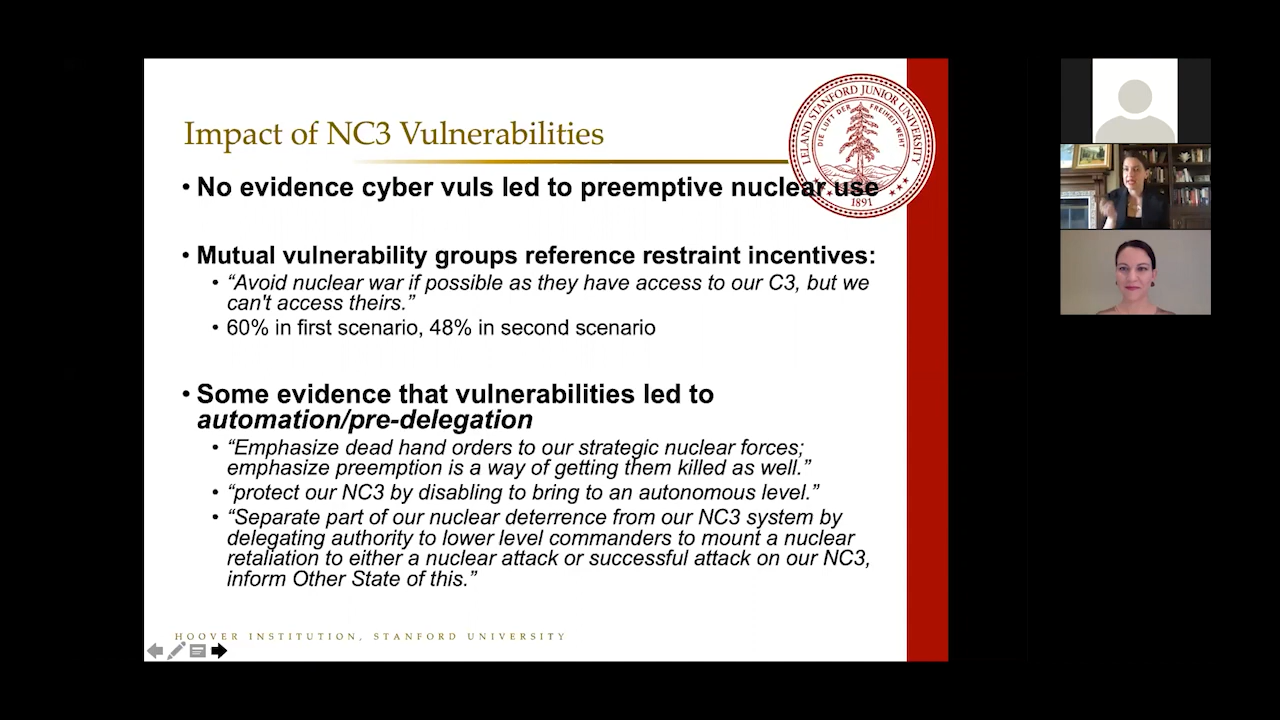 Impact of NC3 Vulnerabilities
LELAND STANFORD JUNIOR UNIVERSITY
DIE LUFT DER FREIHEIT WEHT
1891
• No evidence cyber vuls led to preemptive nuclear use
• Mutual vulnerability groups reference restraint incentives:
• “Avoid nuclear war if possible as they have access to our C3, but we
can't access theirs.”
• 60% in first scenario, 48% in second scenario
• Some evidence that vulnerabilities led to
automation/pre-delegation
• “Emphasize dead hand orders to our strategic nuclear forces;
emphasize preemption is a way of getting them killed as well.”
• “protect our NC3 by disabling to bring to an autonomous level.”
• “Separate part of our nuclear deterrence from our NC3 system by
delegating authority to lower level commanders to mount a nuclear
retaliation to either a nuclear attack or successful attack on our NC3,
inform Other State of this.”
HOOVER INSTITUTION, STANFORD UNIVERSITY